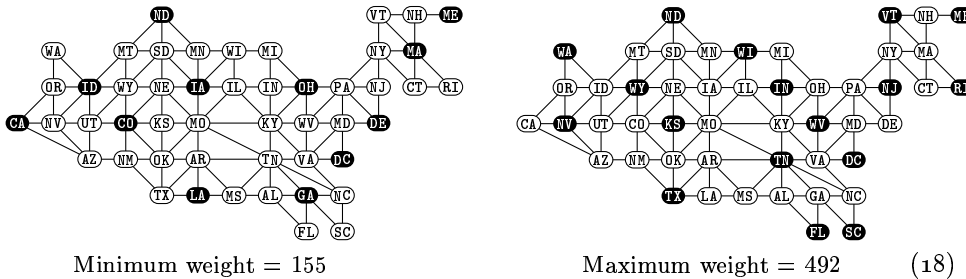 ND VT NH ME ND VT NH ME
WA MT SD MN WI MI NY MA WA MT SD MN WI MI NY MA
OR ID WY NE IA IL IN OH PA NJ CT RI OR ID WY NE IA IL IN OH PA NJ CT RI
CA NV UT CO KS MO KY WV MD DE CA NV UT CO KS MO KY WV MD DE
AZ NM OK AR TN VA DC AZ NM OK AR TN VA DC
TX LA MS AL GA NC TX LA MS AL GA NC
FL SC FL SC
Minimum weight = 155 Maximum weight = 492 (18)